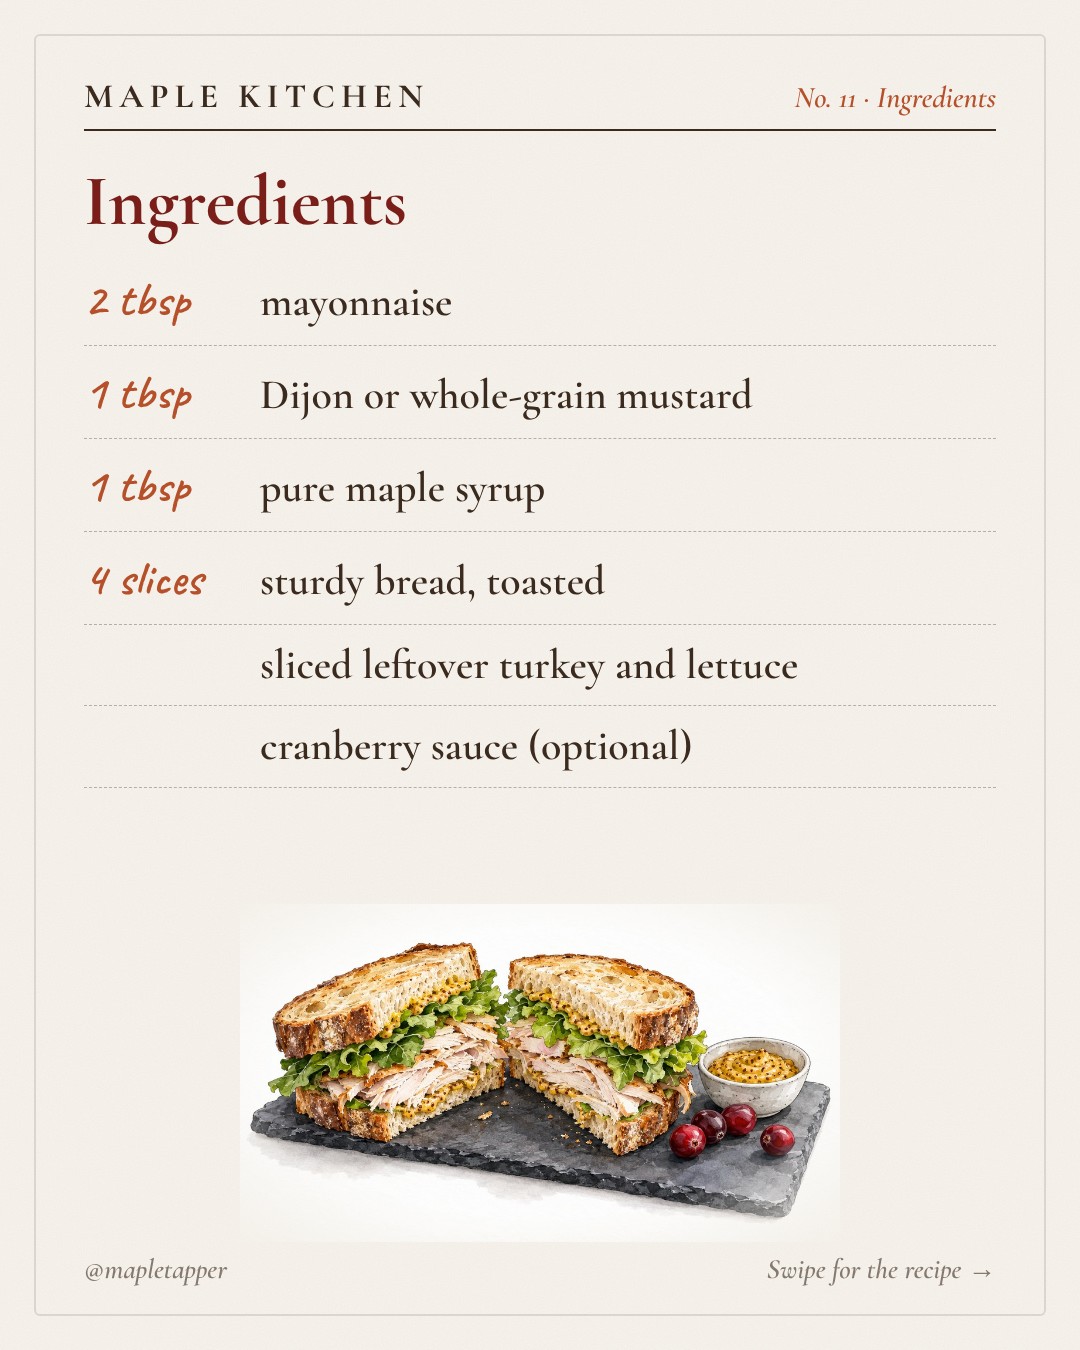 MAPLE KITCHEN
No. 11 · Ingredients
Ingredients
2 tbsp mayonnaise
1 tbsp Dijon or whole-grain mustard
1 tbsp pure maple syrup
4 slices sturdy bread, toasted
sliced leftover turkey and lettuce
cranberry sauce (optional)
@mapletapper
Swipe for the recipe →